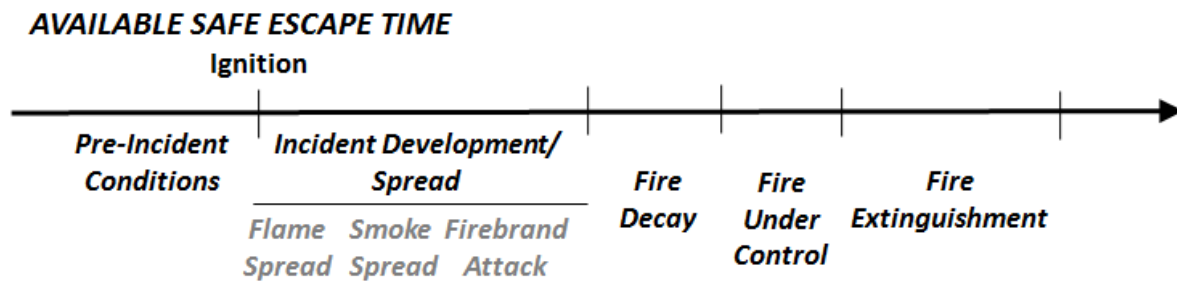 AVAILABLE SAFE ESCAPE TIME
Ignition
Pre-Incident
Conditions
Incident Development/
Spread
Flame
Spread
Smoke
Spread
Firebrand
Attack
Fire
Decay
Fire
Under
Control
Fire
Extinguishment